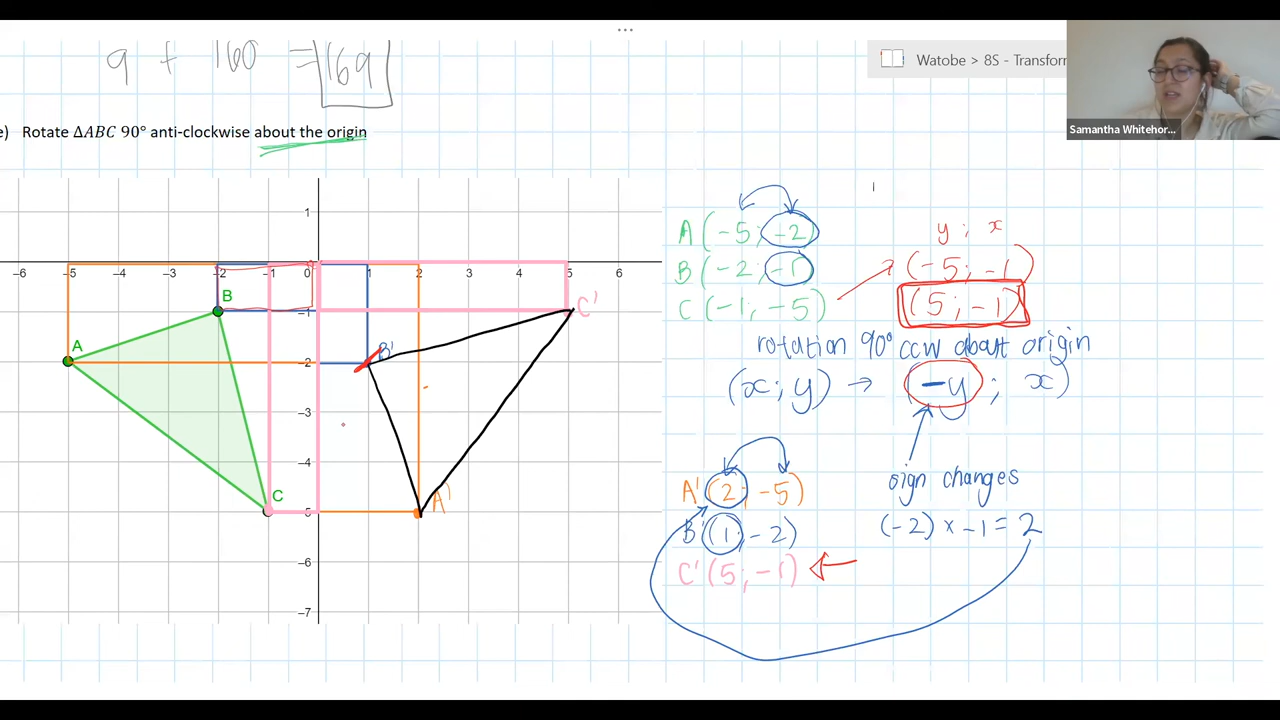 9 + 160 = 169
Watobe > 8S - Transform
Samantha Whitehor...
e) Rotate ΔABC 90° anti-clockwise about the origin
1
-6 -5 -4 -3 -2 -1 0 1 2 3 4 5 6
-1
-2
-3
-4
-5
-6
-7
A
B
C
A'
B'
C'
A (-5; -2)
B (-2; -1)
C (-1; -5)
y ; x
(-5; -1)
(5; -1)
rotation 90° ccw about origin
(x; y) → (-y ; x)
sign changes
(-2) × -1 = 2
A' (2; -5)
B' (1; -2)
C' (5; -1)